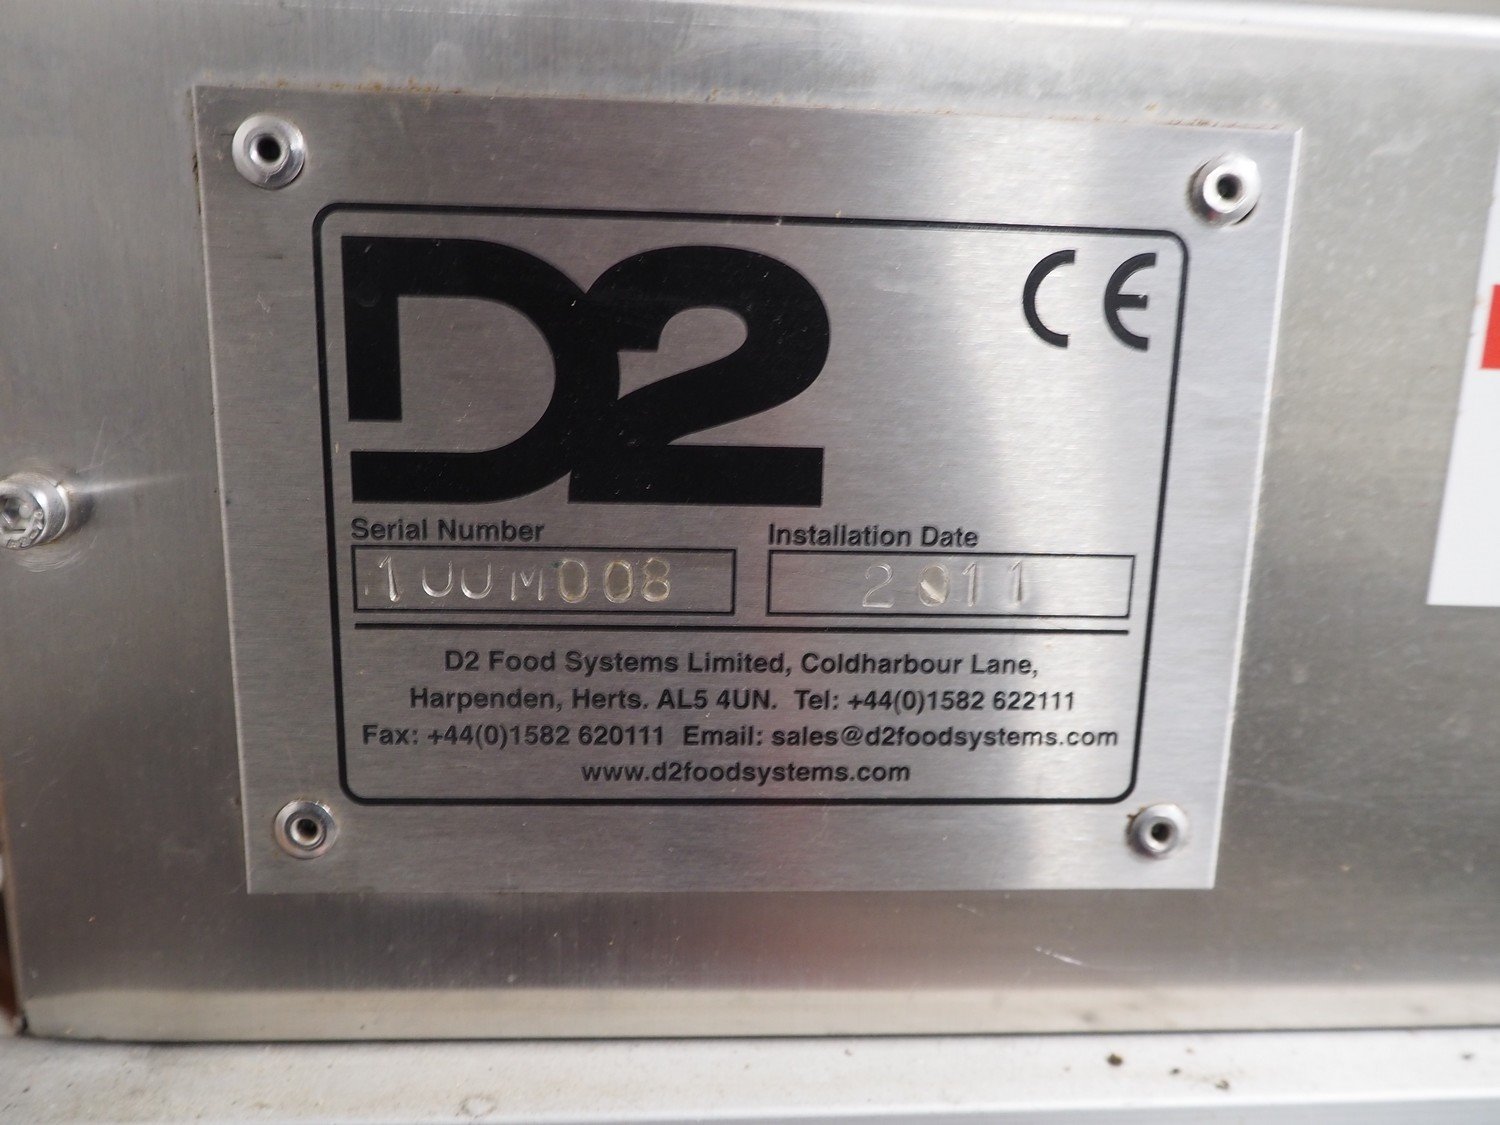 D2
CE
Serial Number
Installation Date
1UUM008
2011
D2 Food Systems Limited, Coldharbour Lane,
Harpenden, Herts. AL5 4UN. Tel: +44(0)1582 622111
Fax: +44(0)1582 620111 Email: sales@d2foodsystems.com
www.d2foodsystems.com